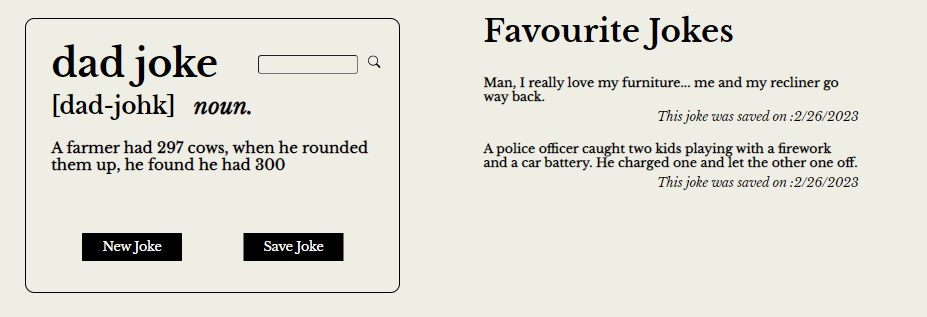 dad joke
[dad-johk] noun.
A farmer had 297 cows, when he rounded
them up, he found he had 300
New Joke
Save Joke
Favourite Jokes
Man, I really love my furniture... me and my recliner go
way back.
This joke was saved on :2/26/2023
A police officer caught two kids playing with a firework
and a car battery. He charged one and let the other one off.
This joke was saved on :2/26/2023